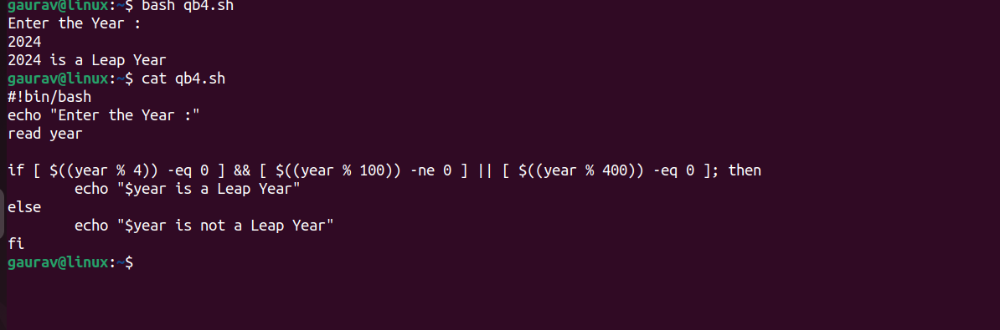 gaurav@linux:~$ bash qb4.sh
Enter the Year :
2024
2024 is a Leap Year
gaurav@linux:~$ cat qb4.sh
#!bin/bash
echo "Enter the Year :"
read year

if [ $((year % 4)) -eq 0 ] && [ $((year % 100)) -ne 0 ] || [ $((year % 400)) -eq 0 ]; then
        echo "$year is a Leap Year"
else
        echo "$year is not a Leap Year"
fi
gaurav@linux:~$